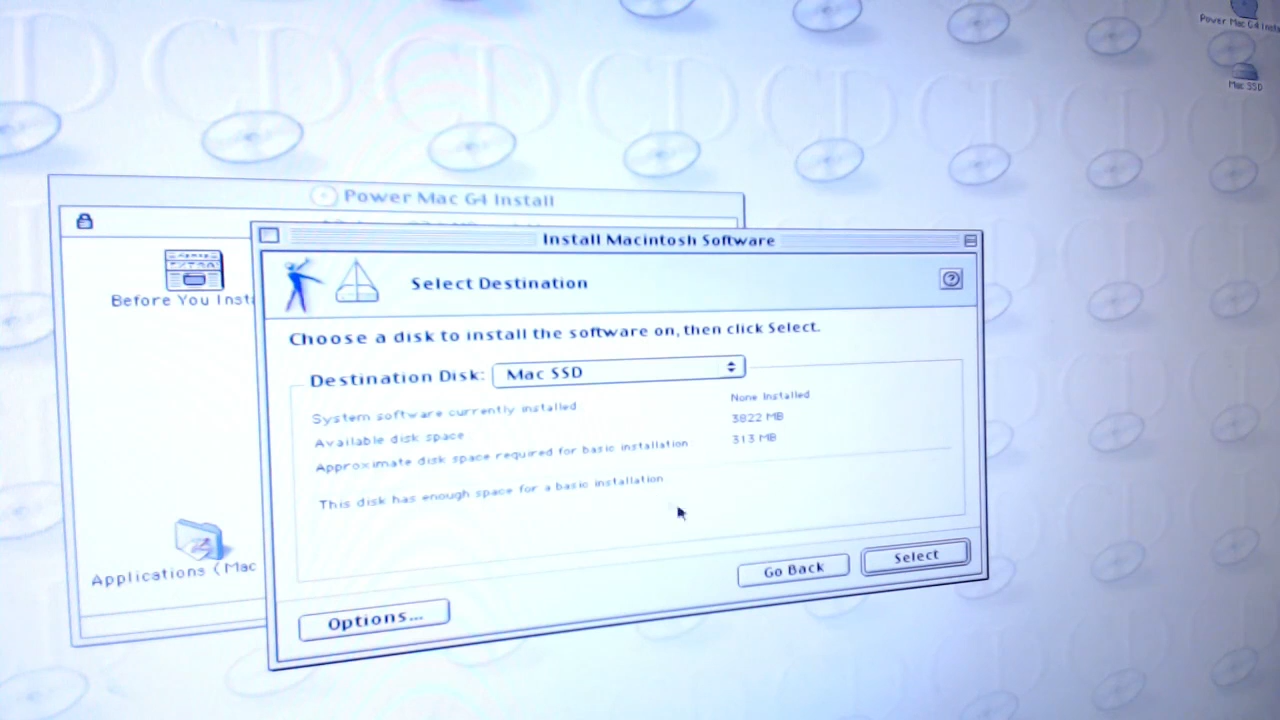 Power Mac G4 Insta
Mac SSD
Power Mac G4 Install
Before You Insta
Applications (Mac
Install Macintosh Software
Select Destination
?
Choose a disk to install the software on, then click Select.
Destination Disk: Mac SSD
System software currently installed None Installed
Available disk space 3822 MB
Approximate disk space required for basic installation 313 MB
This disk has enough space for a basic installation
Go Back Select
Options...